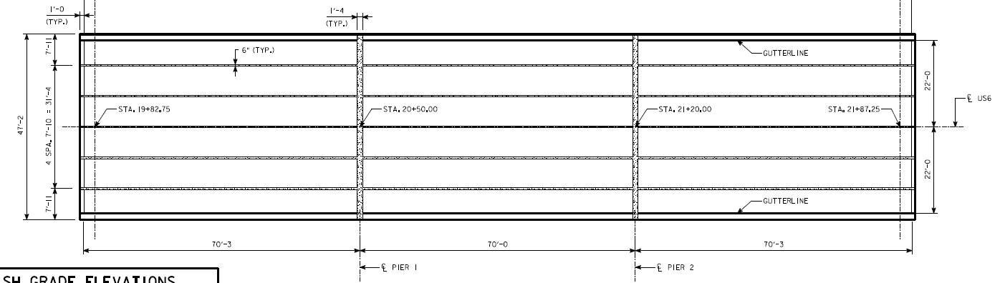 1'-0
(TYP.)
1'-4
(TYP.)
7'-11
6" (TYP.)
GUTTERLINE
47'-2
4 SPA. 7'-10 = 31'-4
STA. 19+82.75
STA. 20+50.00
STA. 21+20.00
STA. 21+87.25
22'-0
℄ US6
22'-0
7'-11
GUTTERLINE
70'-3
70'-0
70'-3
℄ PIER 1
℄ PIER 2
SH GRADE ELEVATIONS